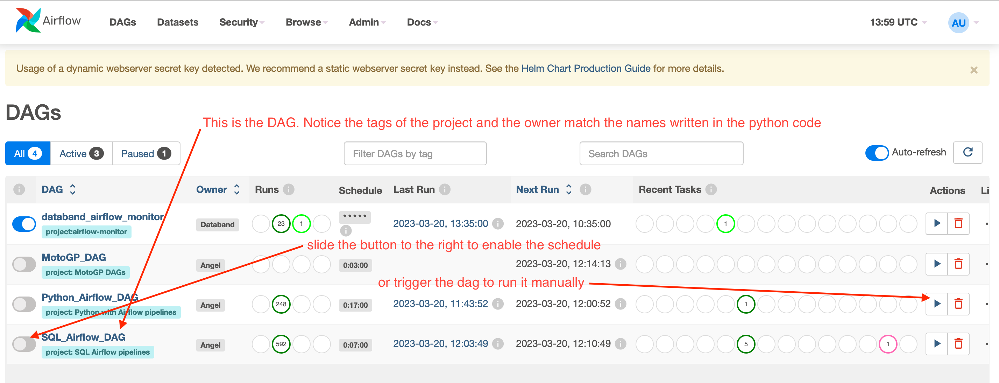 Airflow DAGs Datasets Security Browse Admin Docs 13:59 UTC AU
Usage of a dynamic webserver secret key detected. We recommend a static webserver secret key instead. See the Helm Chart Production Guide for more details. ×
DAGs
This is the DAG. Notice the tags of the project and the owner match the names written in the python code
All 4 Active 3 Paused 1 Filter DAGs by tag Search DAGs Auto-refresh
i DAG Owner Runs i Schedule Last Run i Next Run i Recent Tasks i Actions Li
databand_airflow_monitor
project:airflow-monitor
Databand 23 1 * * * * * i 2023-03-20, 13:35:00 i 2023-03-20, 10:35:00 1
slide the button to the right to enable the schedule
MotoGP_DAG
project: MotoGP DAGs
Angel 0:03:00 2023-03-20, 12:14:13 i
or trigger the dag to run it manually
Python_Airflow_DAG
project: Python with Airflow pipelines
Angel 248 0:17:00 2023-03-20, 11:43:52 i 2023-03-20, 12:00:52 i 1
SQL_Airflow_DAG
project: SQL Airflow pipelines
Angel 592 0:07:00 2023-03-20, 12:03:49 i 2023-03-20, 12:10:49 i 5 1